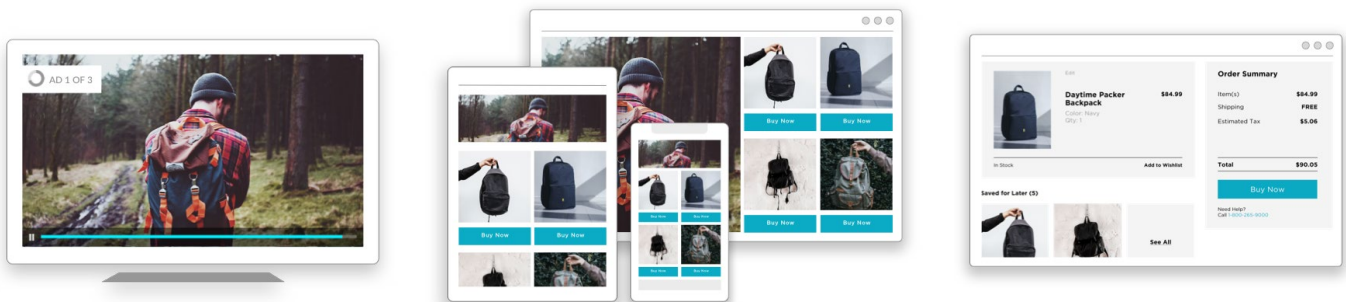 AD 1 OF 3
Buy Now
Buy Now
Buy Now
Buy Now
Buy Now
Buy Now
Buy Now
Buy Now
Buy Now
Buy Now
Edit
Daytime Packer
Backpack
$84.99
Color: Navy
Qty: 1
In Stock
Add to Wishlist
Saved for Later (5)
See All
Order Summary
Item(s) $84.99
Shipping FREE
Estimated Tax $5.06
Total $90.05
Buy Now
Need Help?
Call 1-800-265-9000